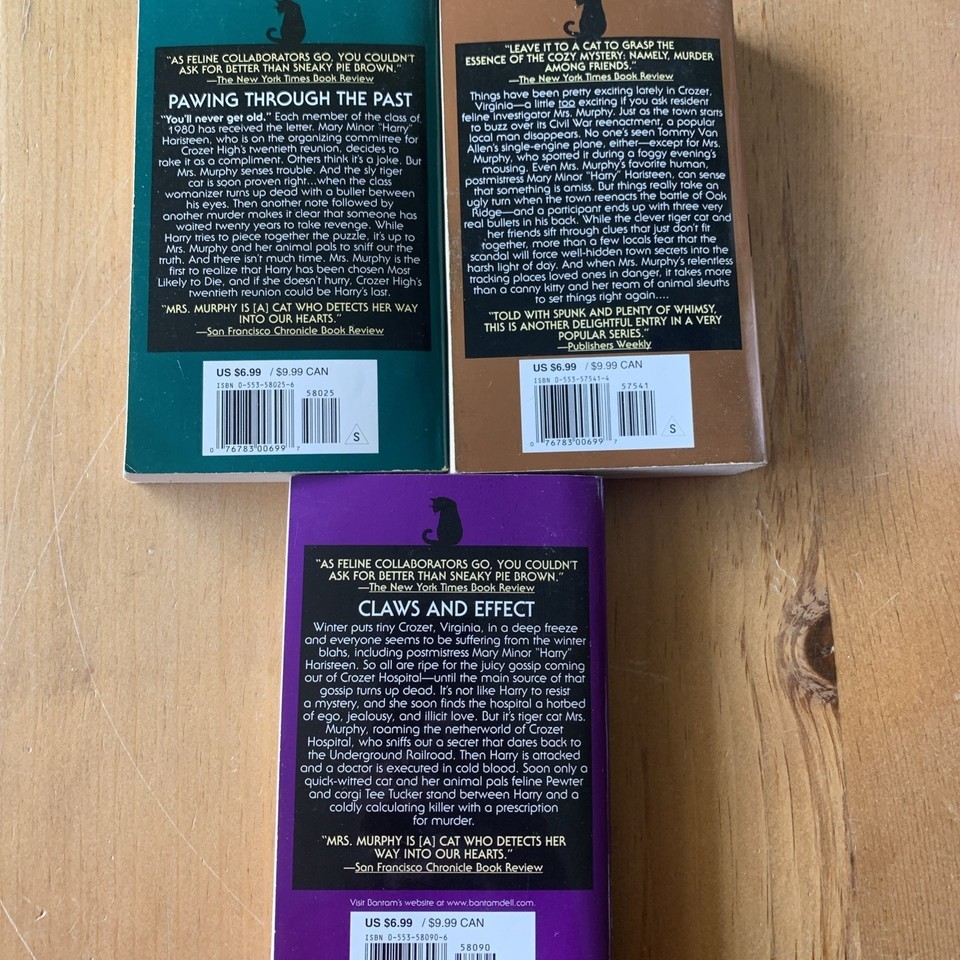 "AS FELINE COLLABORATORS GO, YOU COULDN'T
ASK FOR BETTER THAN SNEAKY PIE BROWN."
—The New York Times Book Review
PAWING THROUGH THE PAST
"You'll never get old." Each member of the class of
1980 has received the letter. Mary Minor "Harry"
Haristeen, who is on the organizing committee for
Crozet High's twentieth reunion, decides to
take it as a compliment. Others think it's a joke. But
Mrs. Murphy senses trouble. And the sly tiger
cat is soon proven right...when the class
womanizer turns up dead with a bullet between
his eyes. Then another note followed by
another murder makes it clear that someone has
waited twenty years to take revenge. While
Harry tries to piece together the puzzle, it's up to
Mrs. Murphy and her animal pals to sniff out the
truth. And there isn't much time. Mrs. Murphy is the
first to realize that Harry has been chosen Most
Likely to Die, and if she doesn't hurry, Crozet High's
twentieth reunion could be Harry's last.
"MRS. MURPHY IS [A] CAT WHO DETECTS HER WAY
INTO OUR HEARTS."
—San Francisco Chronicle Book Review
US $6.99 / $9.99 CAN
ISBN 0-553-58025-6
58025
0 76783 00699 7
S
"LEAVE IT TO A CAT TO GRASP THE
ESSENCE OF THE COZY MYSTERY: NAMELY, MURDER
AMONG FRIENDS."
—The New York Times Book Review
Things have been pretty exciting lately in Crozet,
Virginia—a little too exciting if you ask resident
feline investigator Mrs. Murphy. Just as the town starts
to buzz over its Civil War reenactment, a popular
local man disappears. No one's seen Tommy Van
Allen's single-engine plane, either—except for Mrs.
Murphy, who spotted it during a foggy evening's
mousing. Even Mrs. Murphy's favorite human,
postmistress Mary Minor "Harry" Haristeen, can sense
that something is amiss. But things really take an
ugly turn when the town reenacts the battle of Oak
Ridge—and a participant ends up with three very
real bullets in his back. While the clever tiger cat and
her friends sift through clues that just don't fit
together, more than a few locals fear that the
scandal will force well-hidden town secrets into the
harsh light of day. And when Mrs. Murphy's relentless
tracking places loved ones in danger, it takes more
than a canny kitty and her team of animal sleuths
to set things right again....
"TOLD WITH SPUNK AND PLENTY OF WHIMSY,
THIS IS ANOTHER DELIGHTFUL ENTRY IN A VERY
POPULAR SERIES."
—Publishers Weekly
US $6.99 / $9.99 CAN
ISBN 0-553-57541-4
57541
0 76783 00699 7
S
"AS FELINE COLLABORATORS GO, YOU COULDN'T
ASK FOR BETTER THAN SNEAKY PIE BROWN."
—The New York Times Book Review
CLAWS AND EFFECT
Winter puts tiny Crozet, Virginia, in a deep freeze
and everyone seems to be suffering from the winter
blahs, including postmistress Mary Minor "Harry"
Haristeen. So all are ripe for the juicy gossip coming
out of Crozet Hospital—until the main source of that
gossip turns up dead. It's not like Harry to resist
a mystery, and she soon finds the hospital a hotbed
of ego, jealousy, and illicit love. But it's tiger cat Mrs.
Murphy, roaming the netherworld of Crozet
Hospital, who sniffs out a secret that dates back to
the Underground Railroad. Then Harry is attacked
and a doctor is executed in cold blood. Soon only a
quick-witted cat and her animal pals feline Pewter
and corgi Tee Tucker stand between Harry and a
coldly calculating killer with a prescription
for murder.
"MRS. MURPHY IS [A] CAT WHO DETECTS HER
WAY INTO OUR HEARTS."
—San Francisco Chronicle Book Review
Visit Bantam's website at www.bantamdell.com.
US $6.99 / $9.99 CAN
ISBN 0-553-58090-6
58090